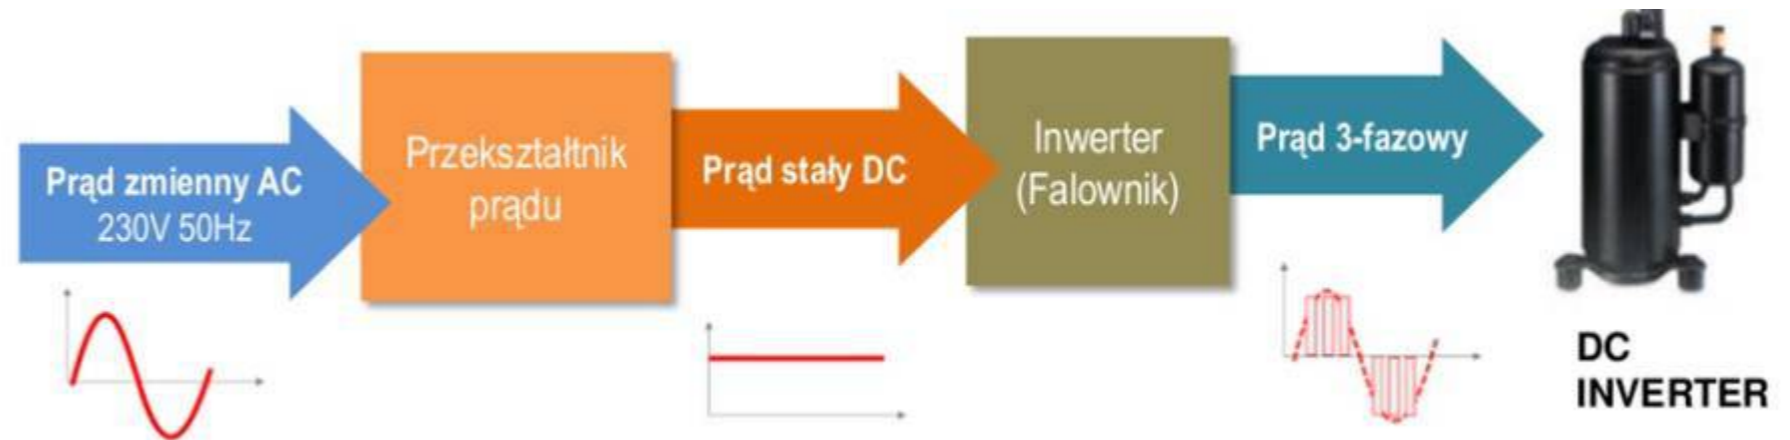 Prąd zmienny AC
230V 50Hz
Przekształtnik
prądu
Prąd stały DC
Inwerter
(Falownik)
Prąd 3-fazowy
DC
INVERTER